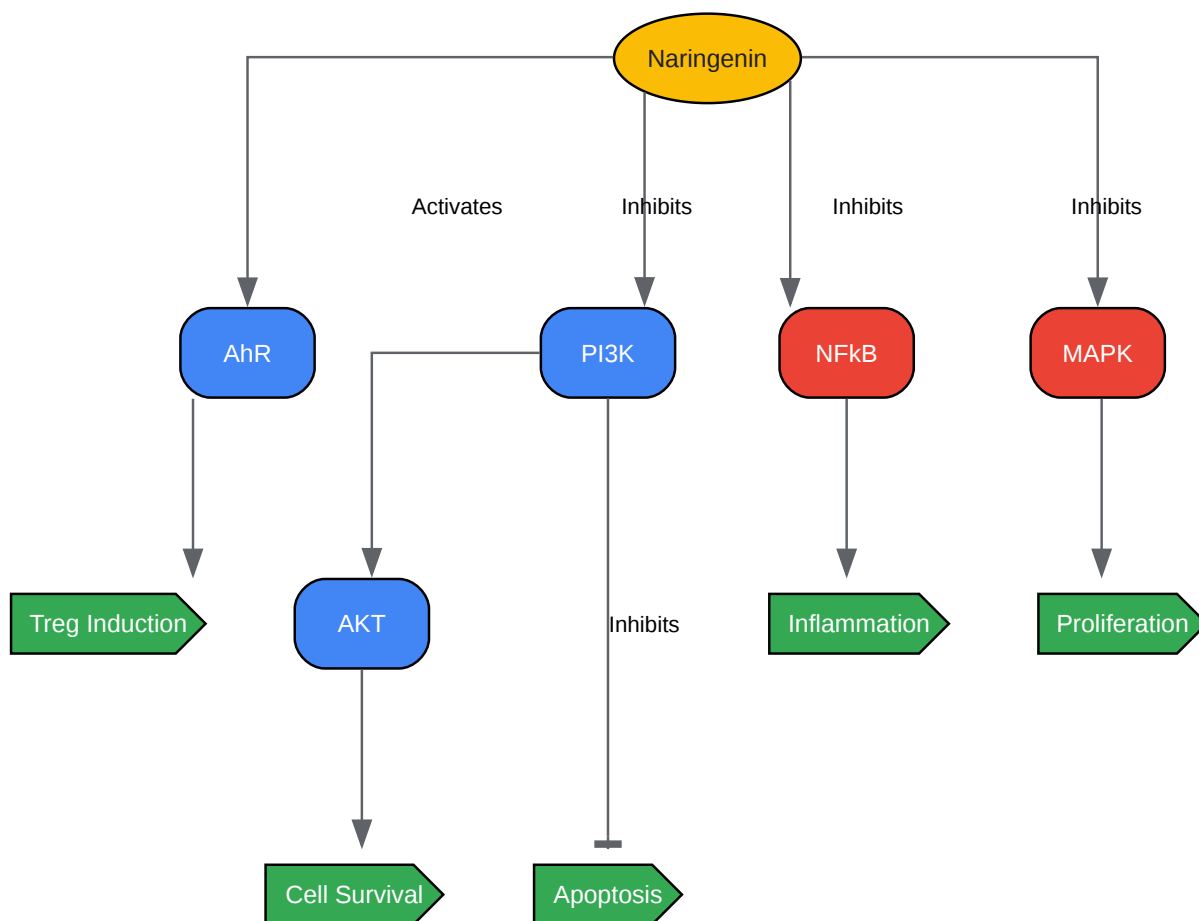 Naringenin
Activates
Inhibits
Inhibits
Inhibits
AhR
PI3K
NFkB
MAPK
Treg Induction
AKT
Inhibits
Inflammation
Proliferation
Cell Survival
Apoptosis